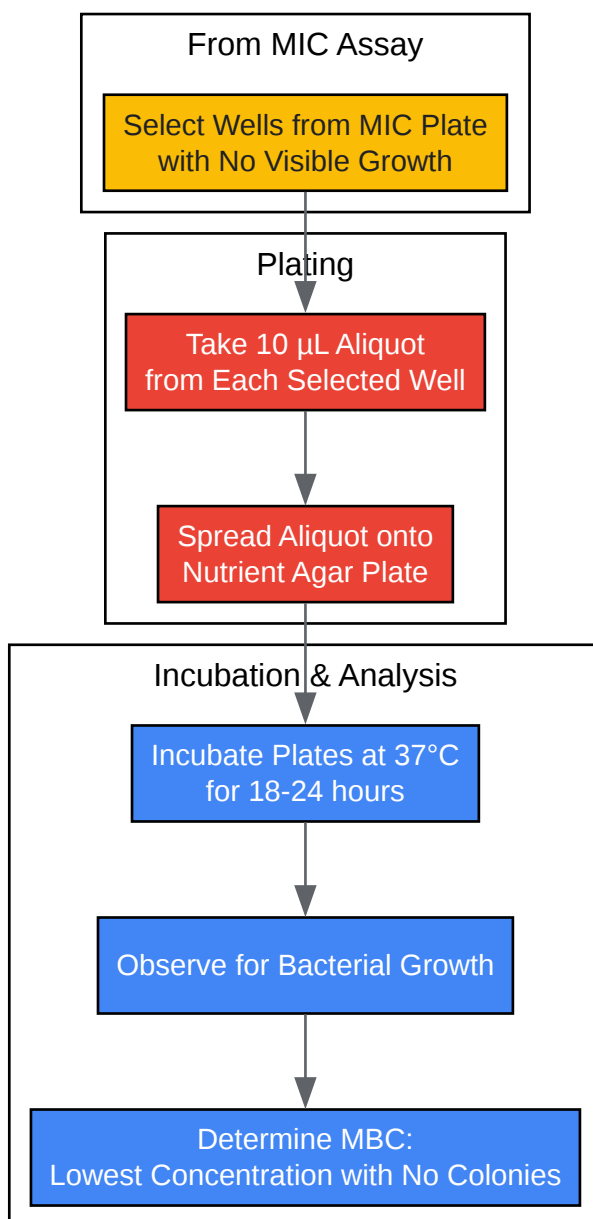 From MIC Assay
Select Wells from MIC Plate
with No Visible Growth
Plating
Take 10 µL Aliquot
from Each Selected Well
Spread Aliquot onto
Nutrient Agar Plate
Incubation & Analysis
Incubate Plates at 37°C
for 18-24 hours
Observe for Bacterial Growth
Determine MBC:
Lowest Concentration with No Colonies